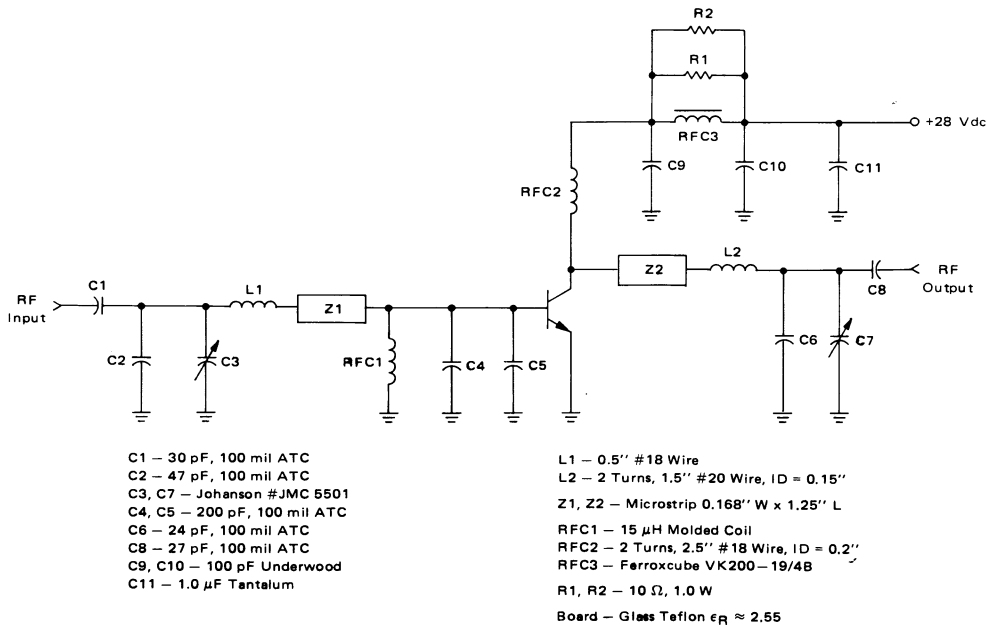 R2
R1
RFC3
+28 Vdc
C9
C10
C11
RFC2
L2
Z2
C8
RF
Output
C1
L1
RF
Input
Z1
C2
C3
RFC1
C4
C5
C6
C7
C1 – 30 pF, 100 mil ATC
C2 – 47 pF, 100 mil ATC
C3, C7 – Johanson #JMC 5501
C4, C5 – 200 pF, 100 mil ATC
C6 – 24 pF, 100 mil ATC
C8 – 27 pF, 100 mil ATC
C9, C10 – 100 pF Underwood
C11 – 1.0 μF Tantalum
L1 – 0.5'' #18 Wire
L2 – 2 Turns, 1.5'' #20 Wire, ID = 0.15''
Z1, Z2 – Microstrip 0.168'' W x 1.25'' L
RFC1 – 15 μH Molded Coil
RFC2 – 2 Turns, 2.5'' #18 Wire, ID = 0.2''
RFC3 – Ferroxcube VK200–19/4B
R1, R2 – 10 Ω, 1.0 W
Board – Glass Teflon εR ≈ 2.55